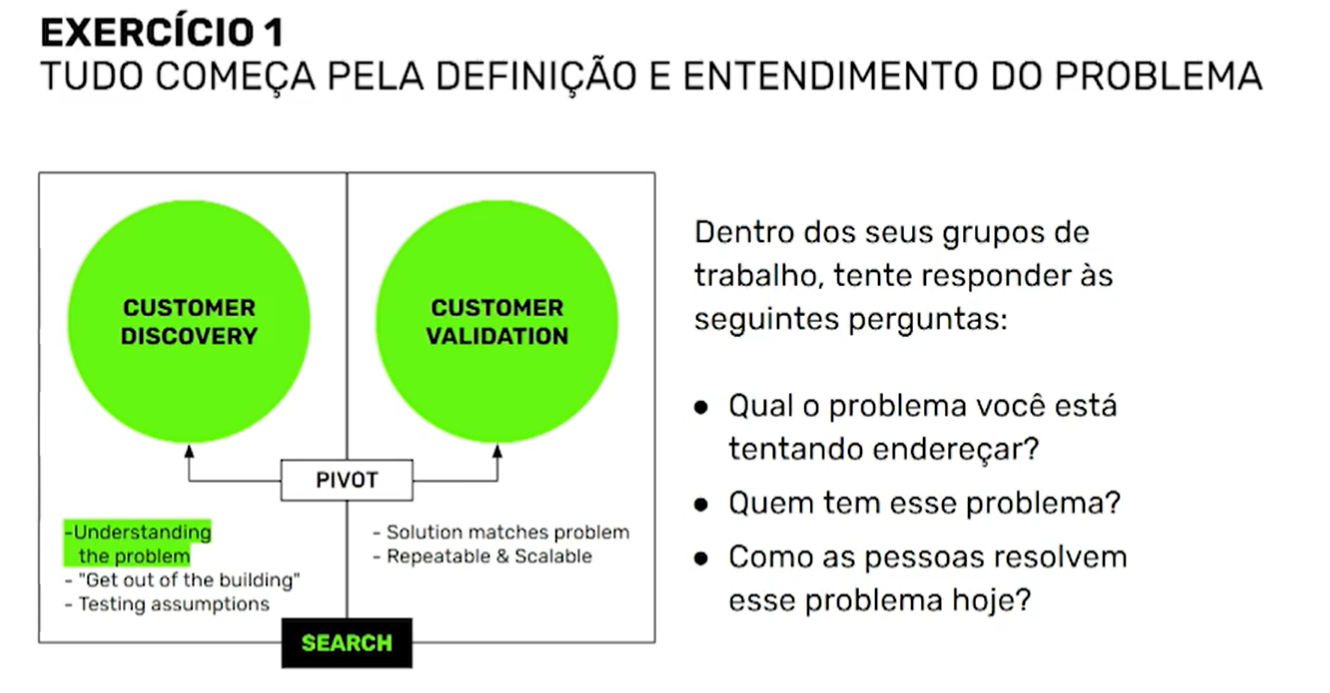 EXERCÍCIO 1
TUDO COMEÇA PELA DEFINIÇÃO E ENTENDIMENTO DO PROBLEMA
CUSTOMER
DISCOVERY
CUSTOMER
VALIDATION
PIVOT
-Understanding
the problem
- "Get out of the building"
- Testing assumptions
- Solution matches problem
- Repeatable & Scalable
SEARCH
Dentro dos seus grupos de
trabalho, tente responder às
seguintes perguntas:
● Qual o problema você está
tentando endereçar?
● Quem tem esse problema?
● Como as pessoas resolvem
esse problema hoje?